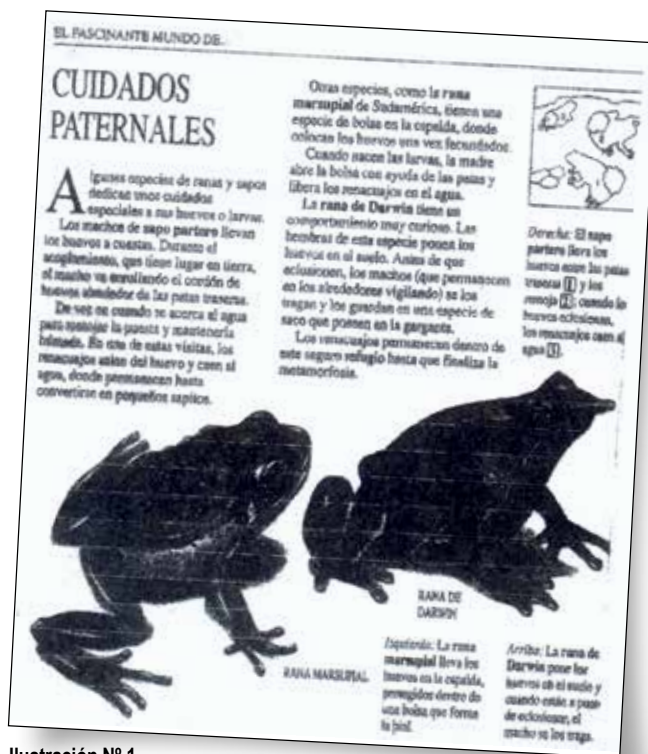 EL FASCINANTE MUNDO DE...
CUIDADOS
PATERNALES
Algunas especies de ranas y sapos
dedican unos cuidados
especiales a sus huevos o larvas.
Los machos de sapo partero llevan
los huevos a cuestas. Durante el
acoplamiento, que tiene lugar en tierra,
el macho va enrollando el cordón de
huevos alrededor de las patas traseras.
De vez en cuando se acerca al agua
para remojar la puesta y mantenerla
húmeda. En una de estas visitas, los
renacuajos salen del huevo y caen al
agua, donde permanecen hasta
convertirse en pequeños sapitos.
Otras especies, como la rana
marsupial de Sudamérica, tienen una
especie de bolsa en la espalda, donde
colocan los huevos una vez fecundados.
Cuando nacen las larvas, la madre
abre la bolsa con ayuda de las patas y
libera los renacuajos en el agua.
La rana de Darwin tiene un
comportamiento muy curioso. Las
hembras de esta especie ponen los
huevos en el suelo. Antes de que
eclosionen, los machos (que permanecen
en los alrededores vigilando) se los
tragan y los guardan en una especie de
saco que poseen en la garganta.
Los renacuajos permanecen dentro de
este seguro refugio hasta que finaliza la
metamorfosis.
Derecha: El sapo
partero lleva los
huevos entre las patas
traseras [1] y los
remoja [2]; cuando los
huevos eclosionan,
los renacuajos caen al
agua [3].
RANA DE
DARWIN
RANA MARSUPIAL
Izquierda: La rana
marsupial lleva los
huevos en la espalda,
protegidos dentro de
una bolsa que forma
la piel.
Arriba: La rana de
Darwin pone los
huevos en el suelo y
cuando están a punto
de eclosionar, el
macho se los traga.
Ilustración Nº 1